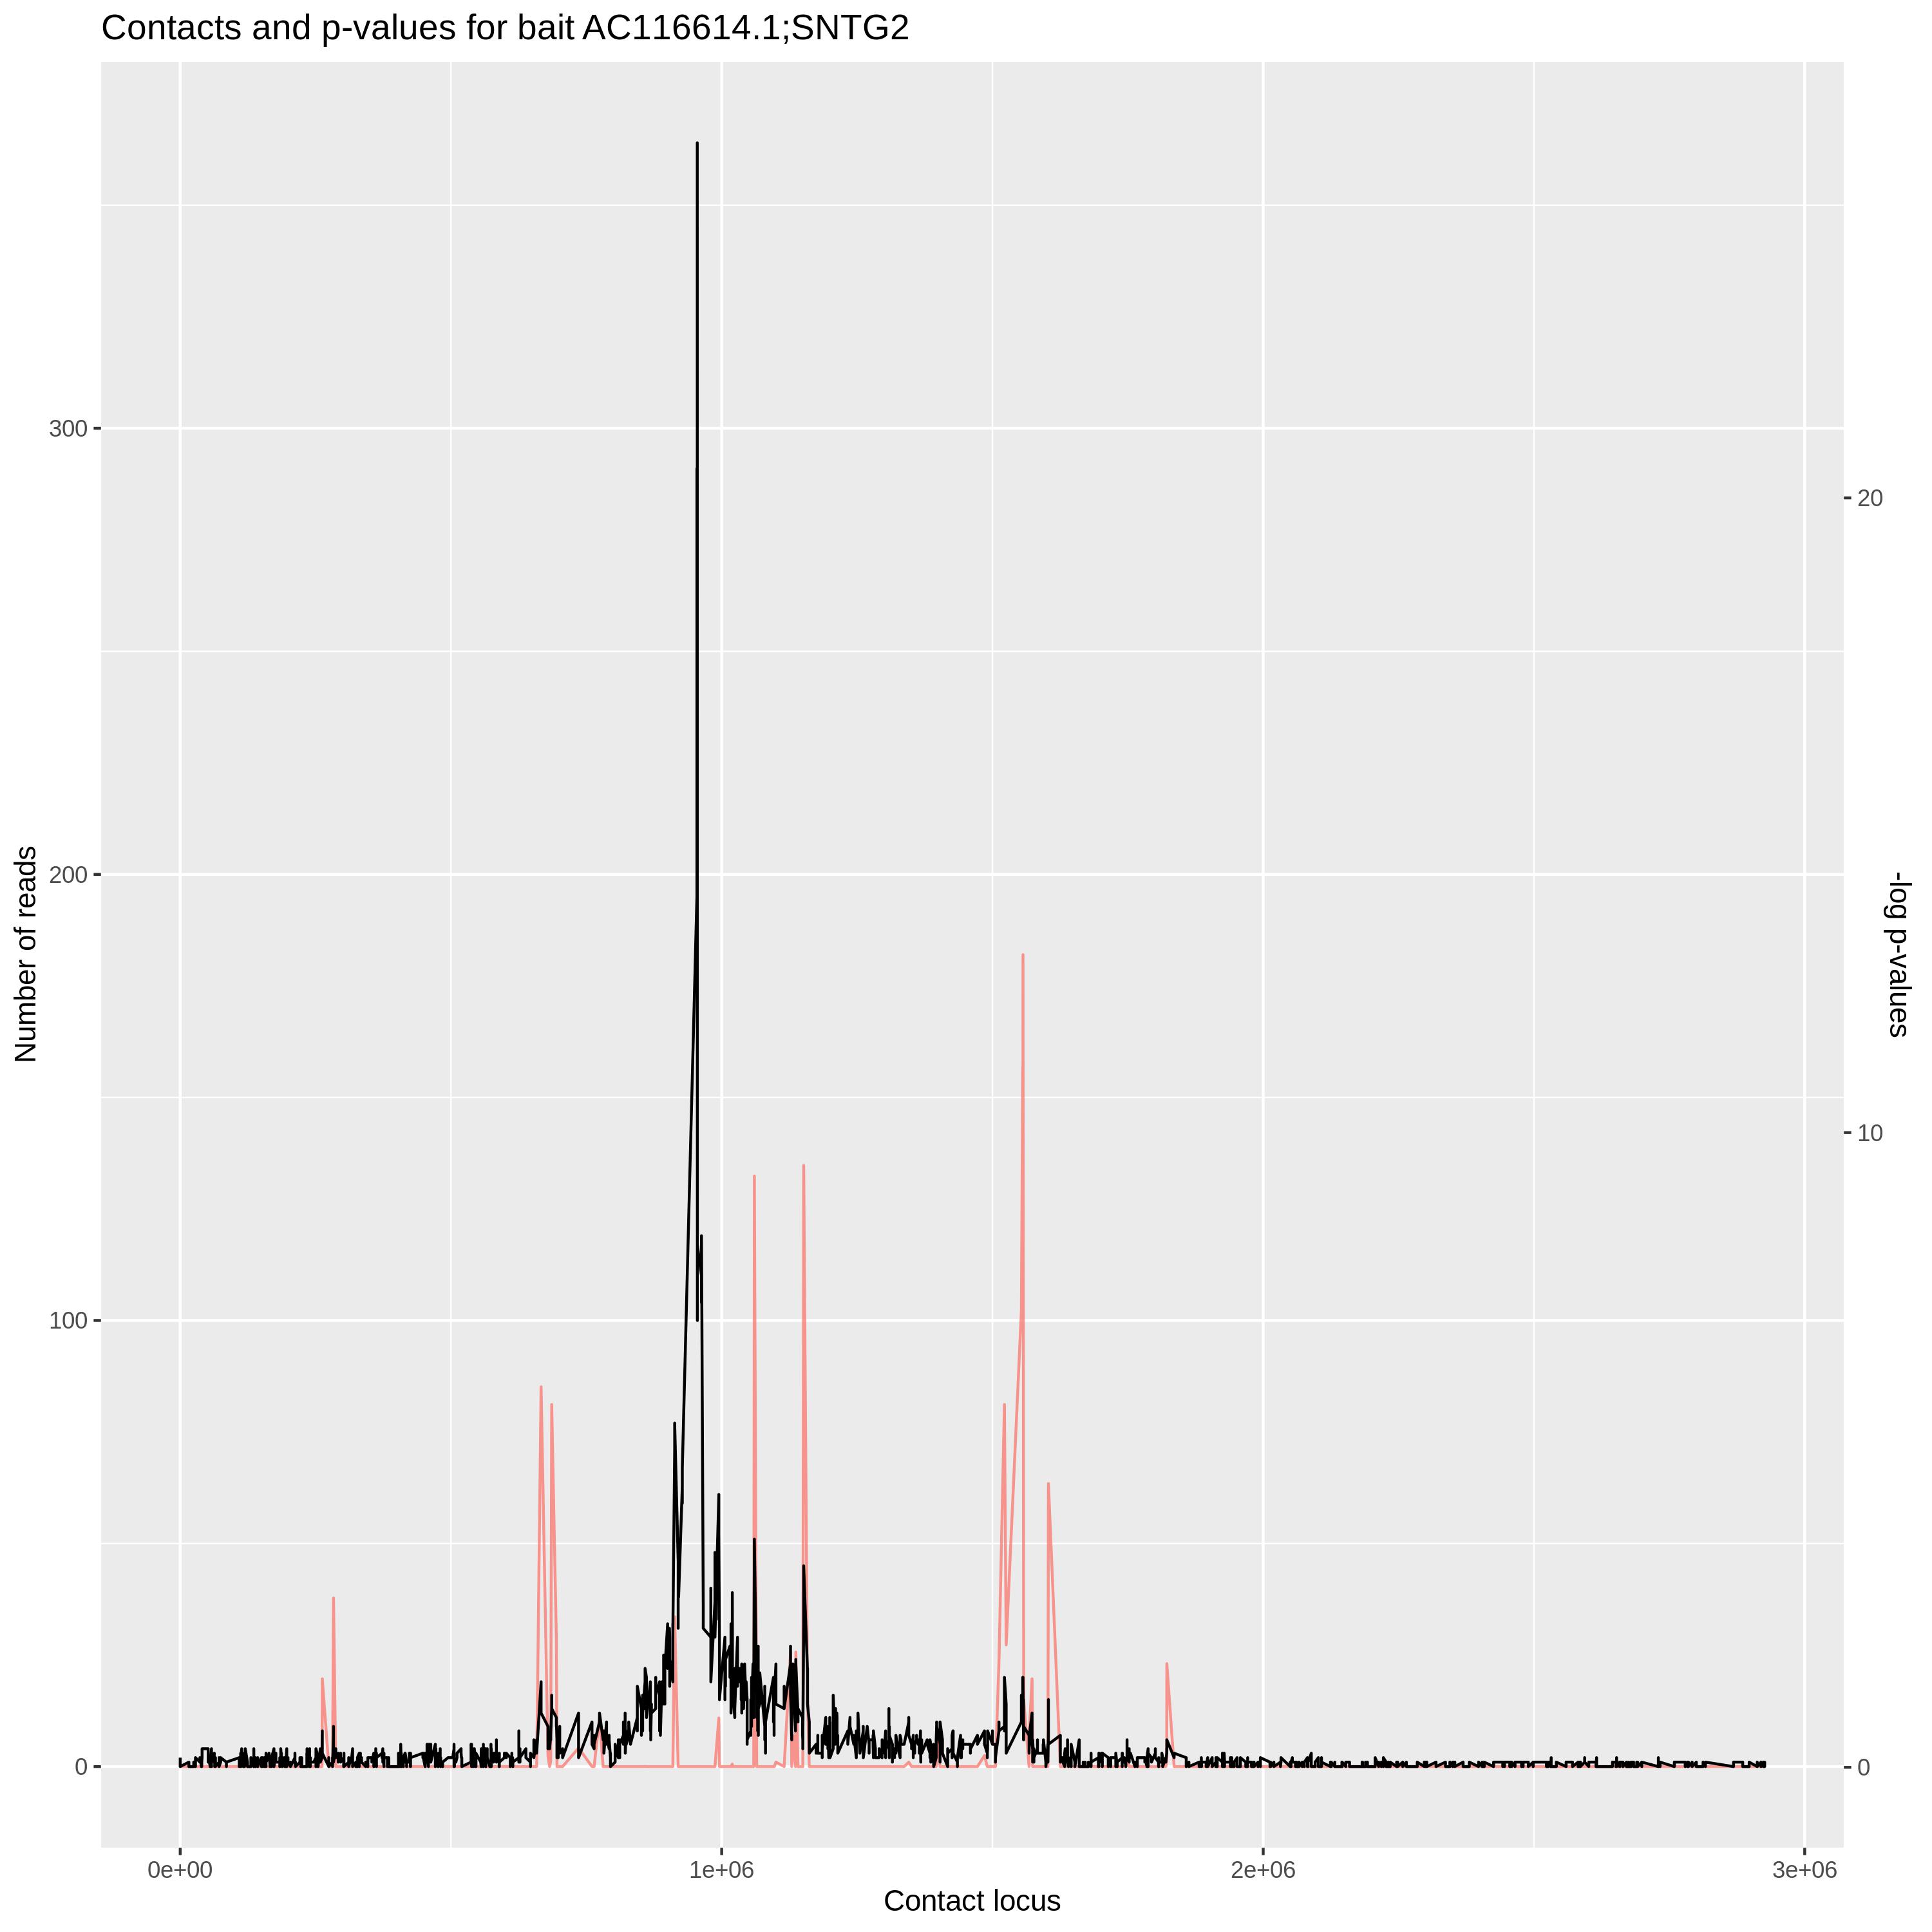 Contacts and p-values for bait AC116614.1;SNTG2
300
200
100
0
Number of reads
20
10
0
-log p-values
0e+00
1e+06
2e+06
3e+06
Contact locus